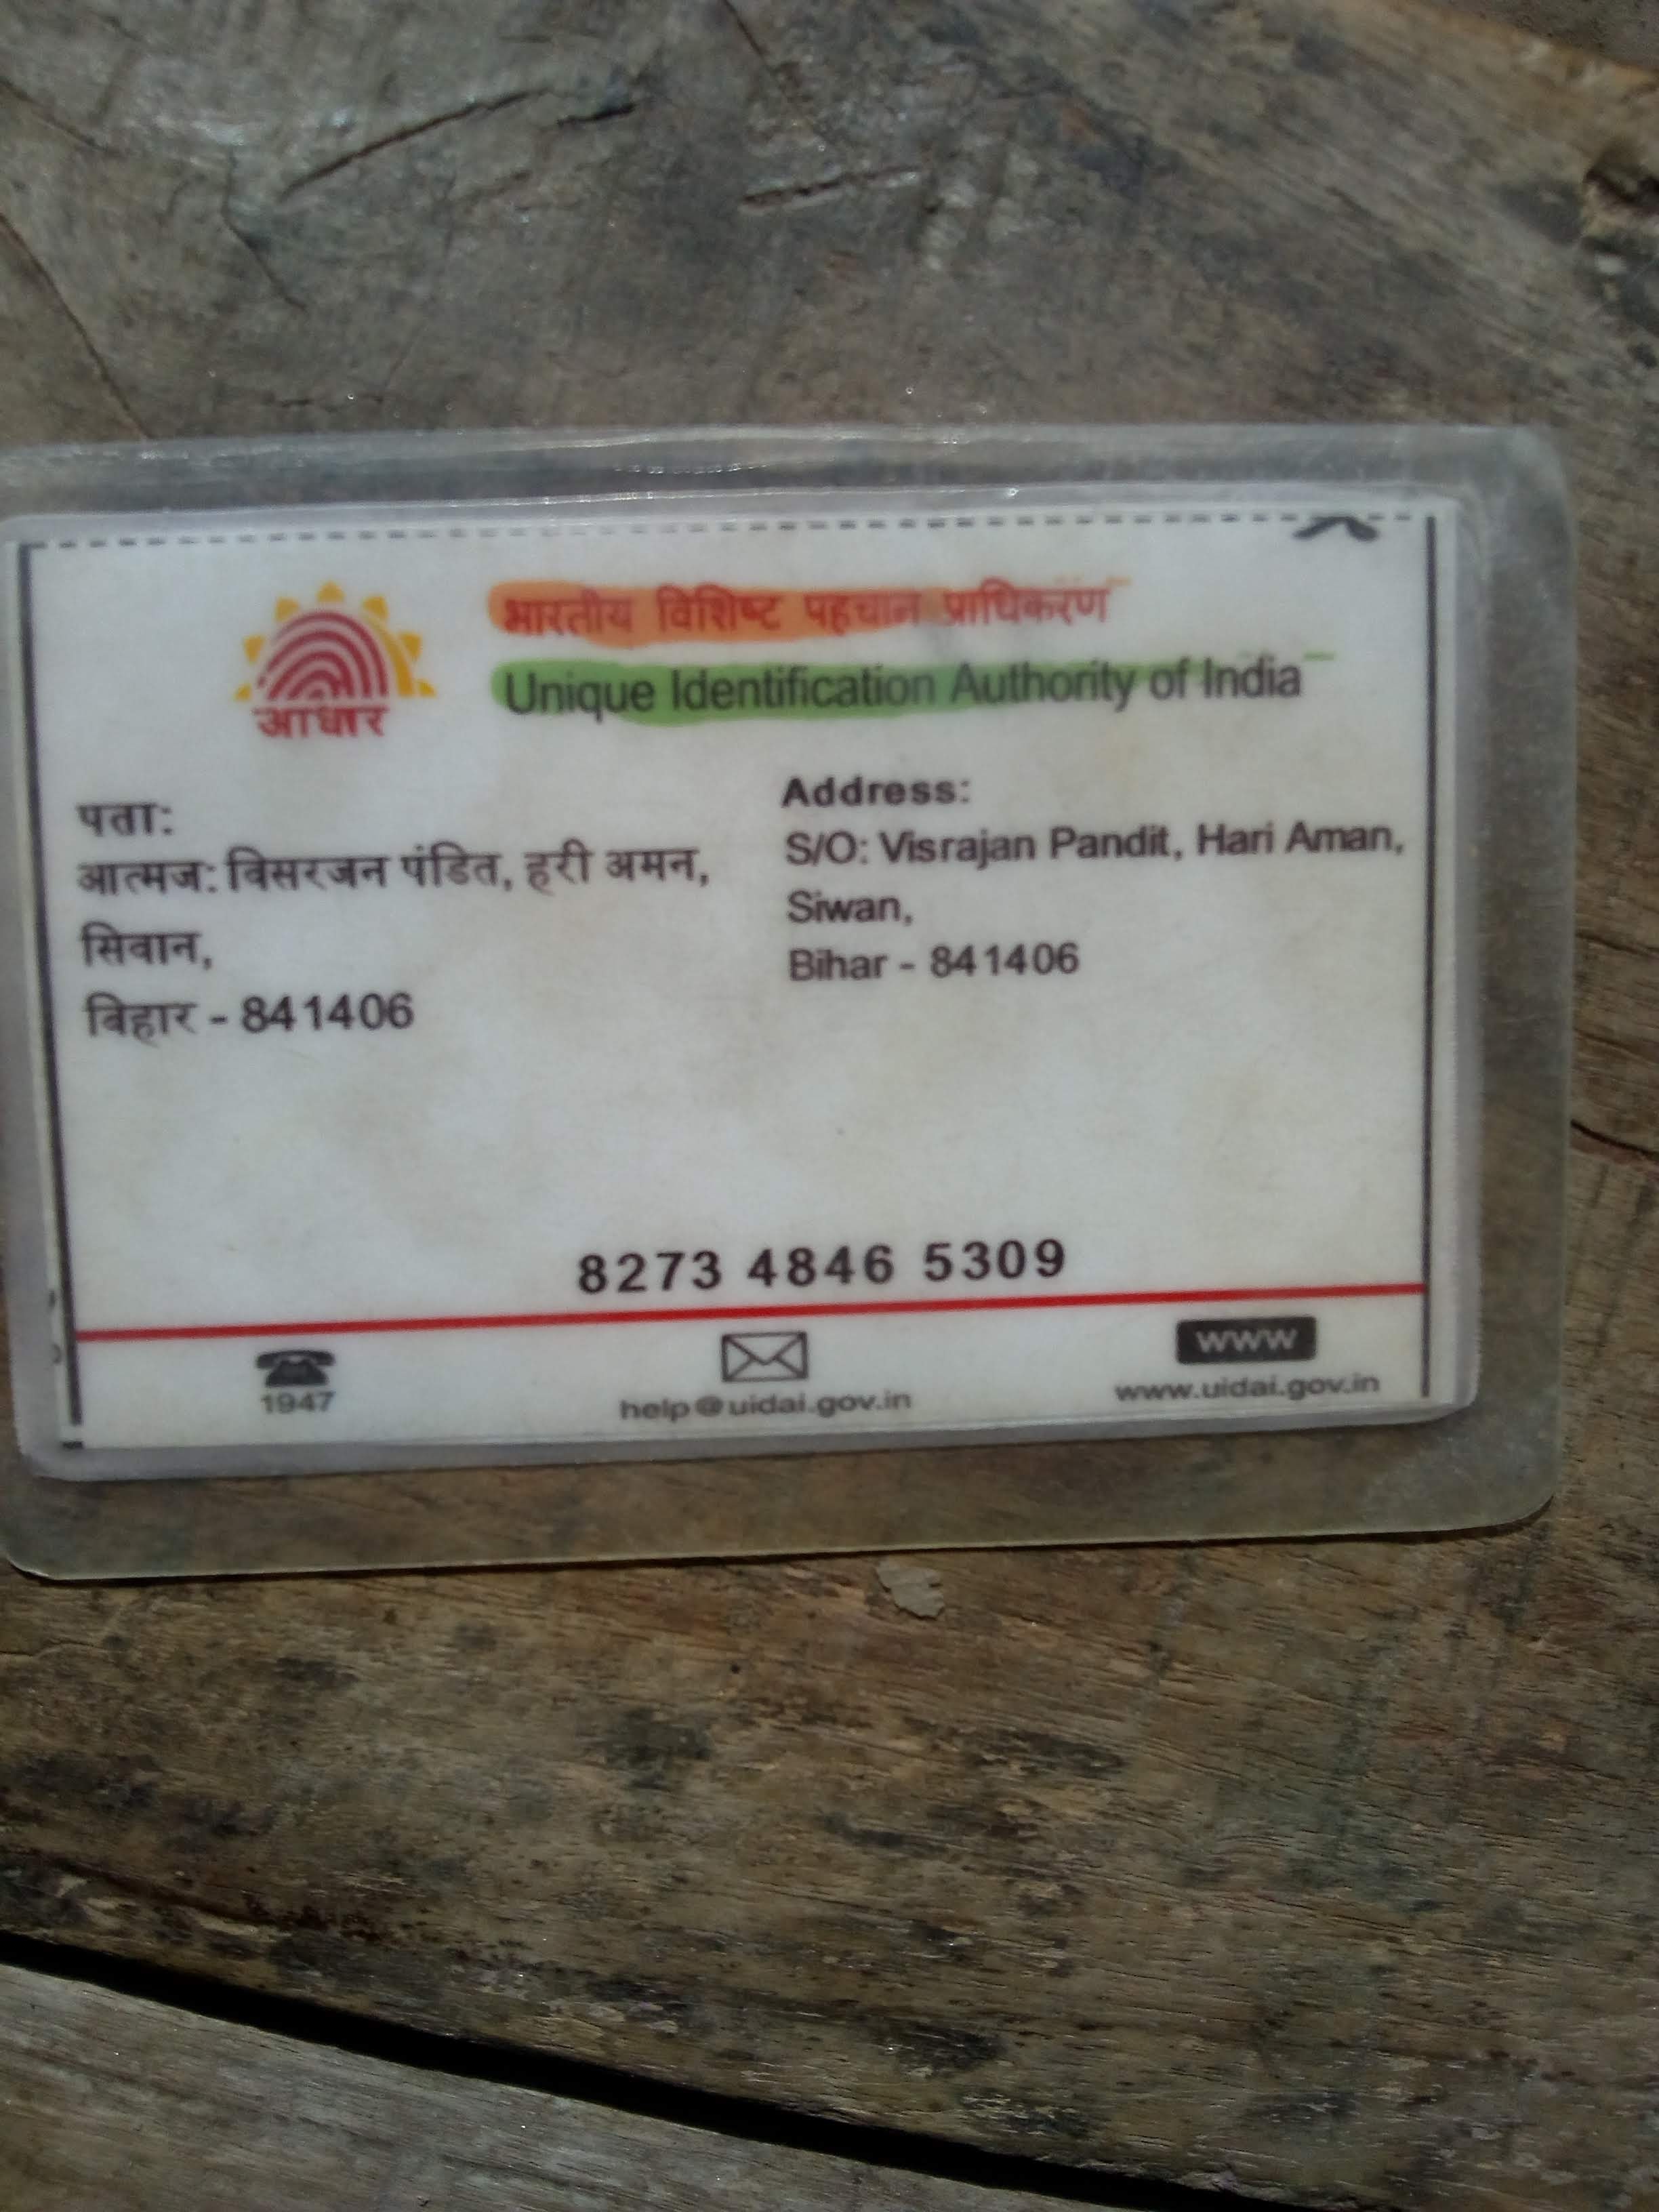 आधार
भारतीय विशिष्ट पहचान प्राधिकरण
Unique Identification Authority of India
पता:
आत्मज: विसरजन पंडित, हरी अमन,
सिवान,
बिहार - 841406
Address:
S/O: Visrajan Pandit, Hari Aman,
Siwan,
Bihar - 841406
8273 4846 5309
1947
help@uidai.gov.in
www
www.uidai.gov.in